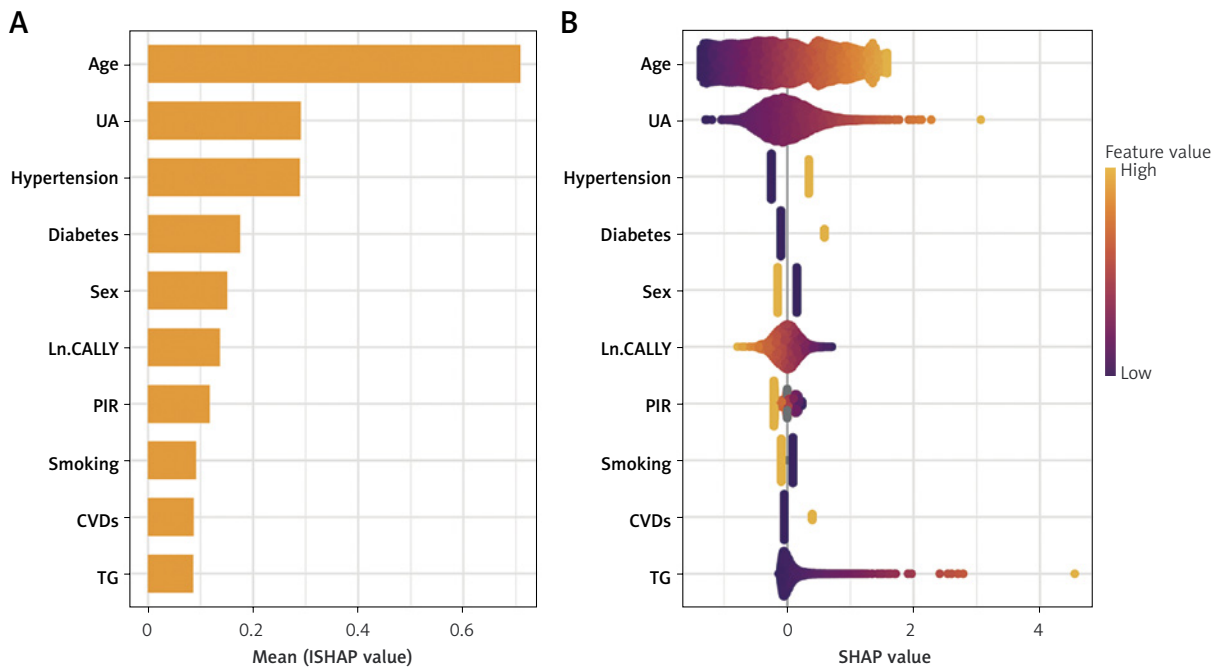 A
Age
UA
Hypertension
Diabetes
Sex
Ln.CALLY
PIR
Smoking
CVDs
TG
0 0.2 0.4 0.6
Mean (ISHAP value)
B
Age
UA
Hypertension
Diabetes
Sex
Ln.CALLY
PIR
Smoking
CVDs
TG
0 2 4
SHAP value
Feature value
High
Low